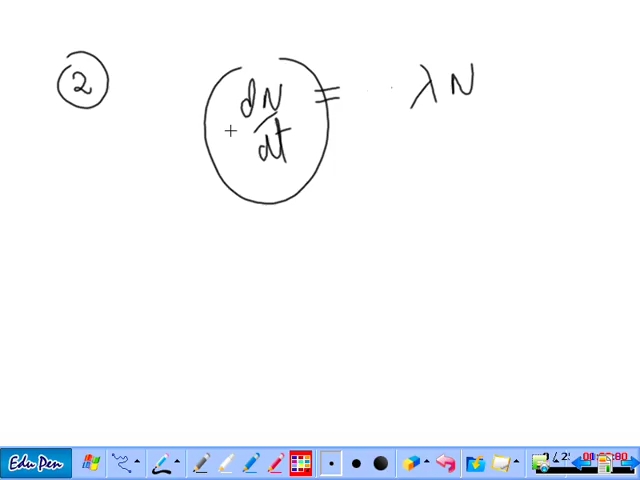 ② dN/dt = λN
Edu Pen